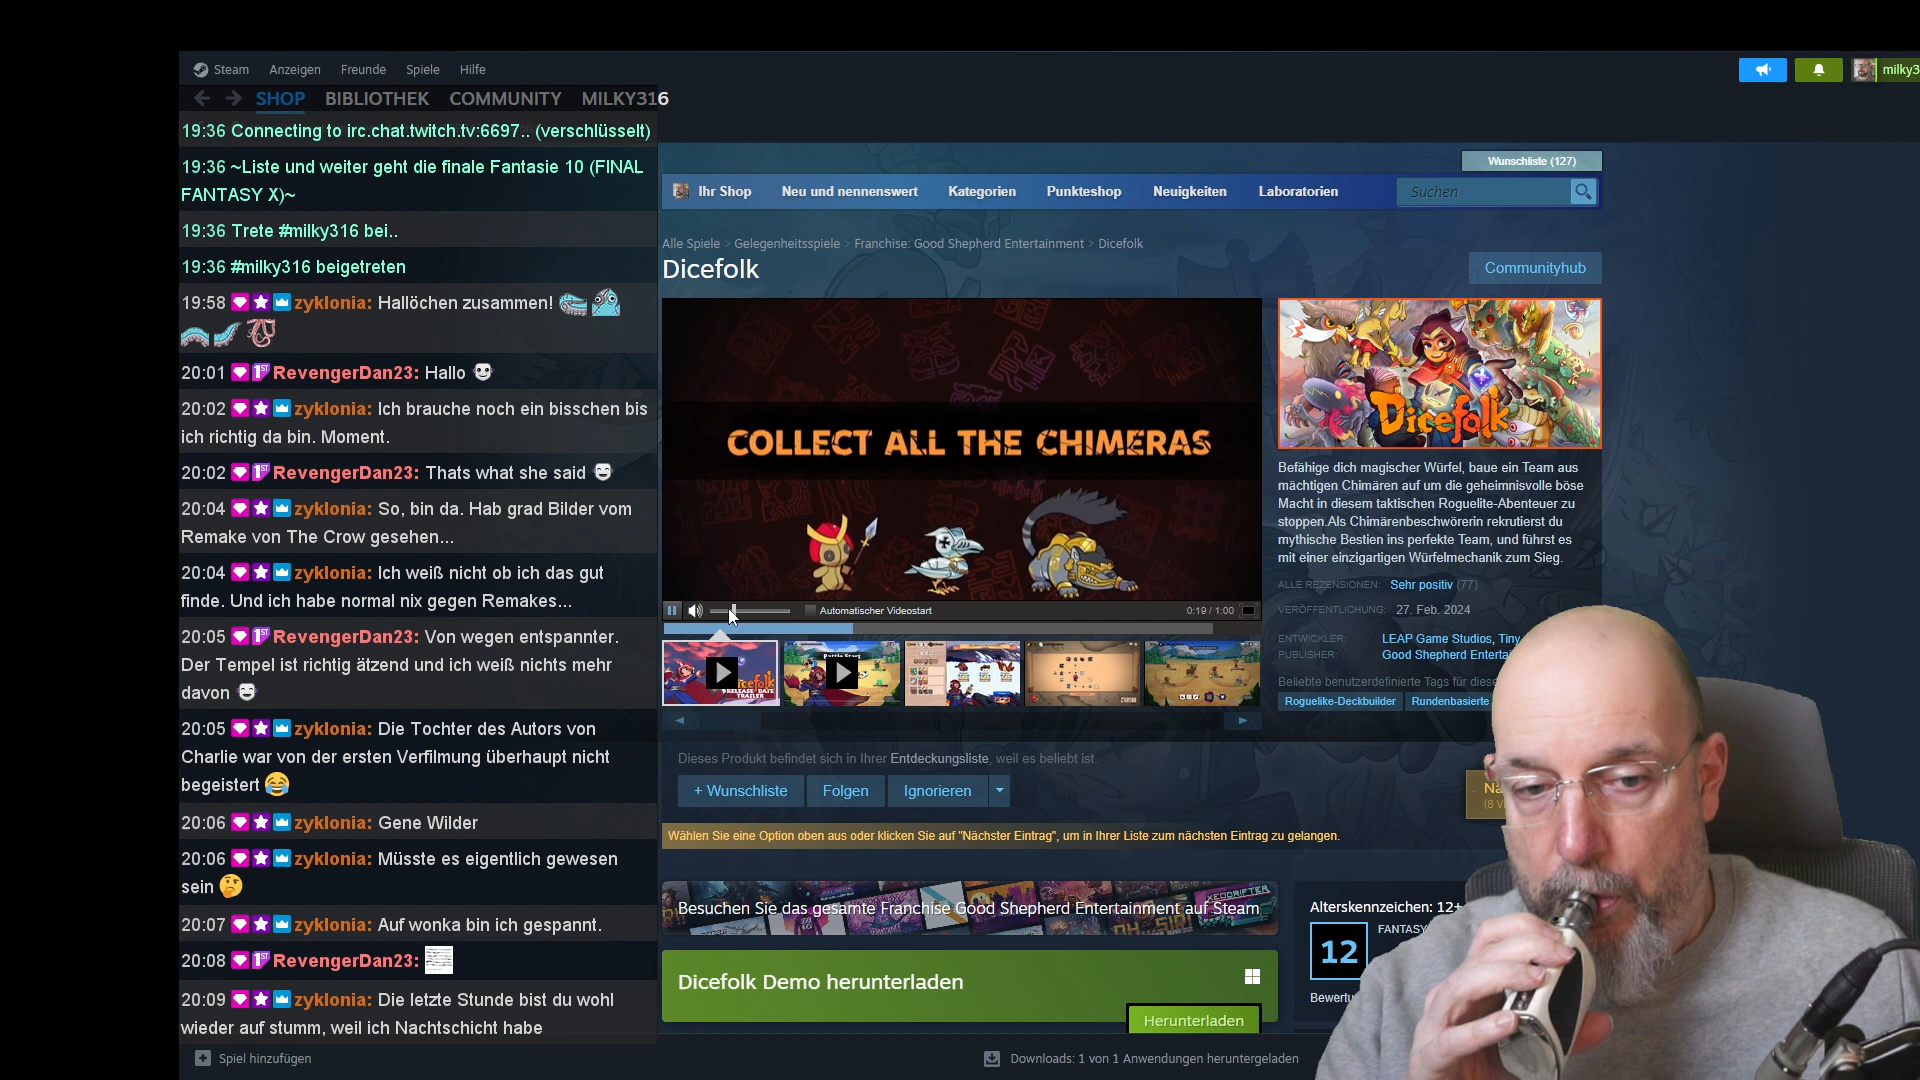 Steam Anzeigen Freunde Spiele Hilfe
milky3
SHOP BIBLIOTHEK COMMUNITY MILKY316
19:36 Connecting to irc.chat.twitch.tv:6697.. (verschlüsselt)
19:36 ~Liste und weiter geht die finale Fantasie 10 (FINAL
FANTASY X)~
19:36 Trete #milky316 bei..
19:36 #milky316 beigetreten
19:58 zyklonia: Hallöchen zusammen!
20:01 1ST RevengerDan23: Hallo
20:02 zyklonia: Ich brauche noch ein bisschen bis
ich richtig da bin. Moment.
20:02 1ST RevengerDan23: Thats what she said
20:04 zyklonia: So, bin da. Hab grad Bilder vom
Remake von The Crow gesehen...
20:04 zyklonia: Ich weiß nicht ob ich das gut
finde. Und ich habe normal nix gegen Remakes...
20:05 1ST RevengerDan23: Von wegen entspannter.
Der Tempel ist richtig ätzend und ich weiß nichts mehr
davon
20:05 zyklonia: Die Tochter des Autors von
Charlie war von der ersten Verfilmung überhaupt nicht
begeistert
20:06 zyklonia: Gene Wilder
20:06 zyklonia: Müsste es eigentlich gewesen
sein
20:07 zyklonia: Auf wonka bin ich gespannt.
20:08 1ST RevengerDan23:
20:09 zyklonia: Die letzte Stunde bist du wohl
wieder auf stumm, weil ich Nachtschicht habe
Wunschliste (127)
Ihr Shop Neu und nennenswert Kategorien Punkteshop Neuigkeiten Laboratorien Suchen
Alle Spiele > Gelegenheitsspiele > Franchise: Good Shepherd Entertainment > Dicefolk
Dicefolk
Communityhub
COLLECT ALL THE CHIMERAS
Automatischer Videostart 0:19 / 1:00
Dicefolk
RELEASE DATE
TRAILER
Battle Start
Dicefolk
Befähige dich magischer Würfel, baue ein Team aus
mächtigen Chimären auf um die geheimnisvolle böse
Macht in diesem taktischen Roguelite-Abenteuer zu
stoppen.Als Chimärenbeschwörerin rekrutierst du
mythische Bestien ins perfekte Team, und führst es
mit einer einzigartigen Würfelmechanik zum Sieg.
ALLE REZENSIONEN: Sehr positiv (77)
VERÖFFENTLICHUNG: 27. Feb. 2024
ENTWICKLER: LEAP Game Studios, Tiny
PUBLISHER: Good Shepherd Enterta
Beliebte benutzerdefinierte Tags für diese
Roguelike-Deckbuilder Rundenbasierte
Dieses Produkt befindet sich in Ihrer Entdeckungsliste, weil es beliebt ist.
+ Wunschliste Folgen Ignorieren
Nä
(8 V
Wählen Sie eine Option oben aus oder klicken Sie auf "Nächster Eintrag", um in Ihrer Liste zum nächsten Eintrag zu gelangen.
Besuchen Sie das gesamte Franchise Good Shepherd Entertainment auf Steam
Dicefolk Demo herunterladen
Herunterladen
Alterskennzeichen: 12+
12
FANTASY
Bewertu
Spiel hinzufügen
Downloads: 1 von 1 Anwendungen heruntergeladen